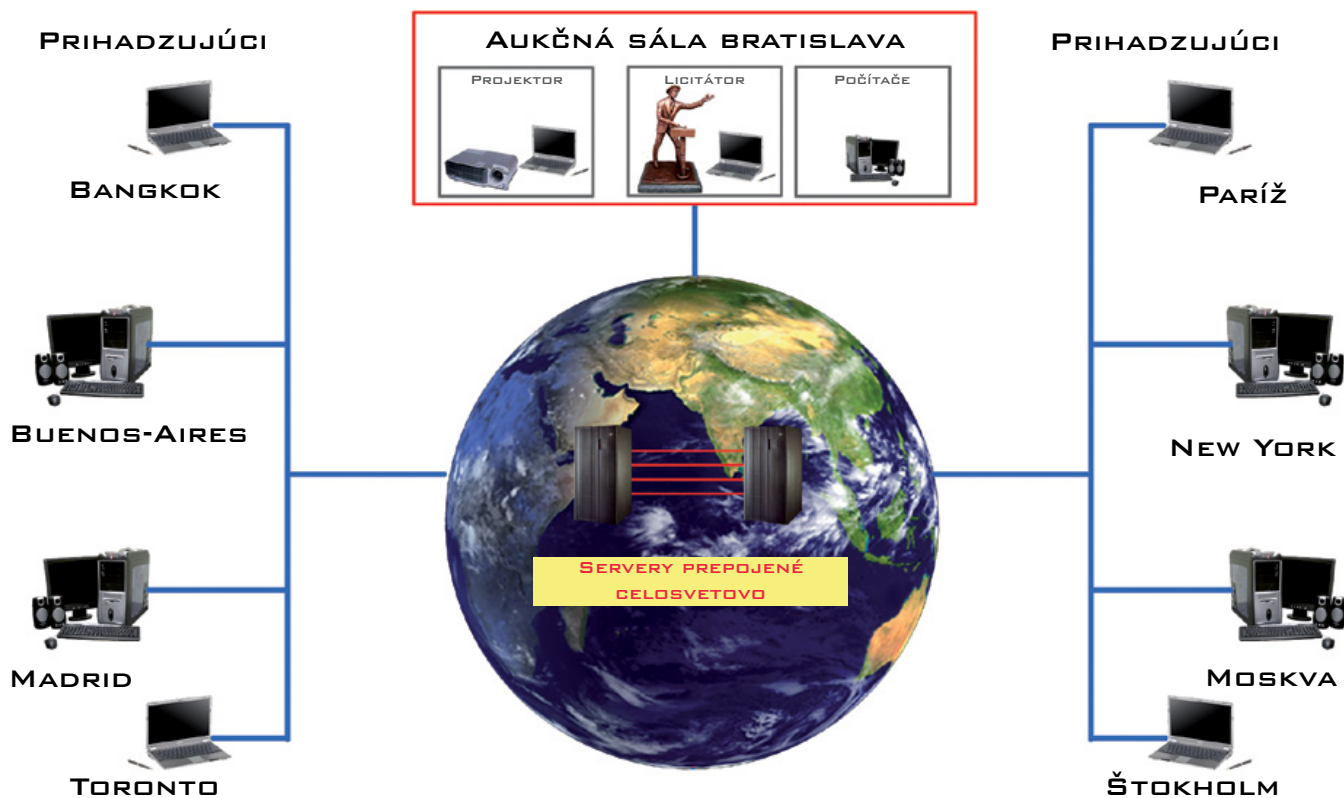 Prihadzujúci
Aukčná sála bratislava
Prihadzujúci
Projektor
Licitátor
Počítače
Bangkok
Paríž
Buenos-Aires
New York
Servery prepojené
celosvetovo
Madrid
Moskva
Toronto
Štokholm